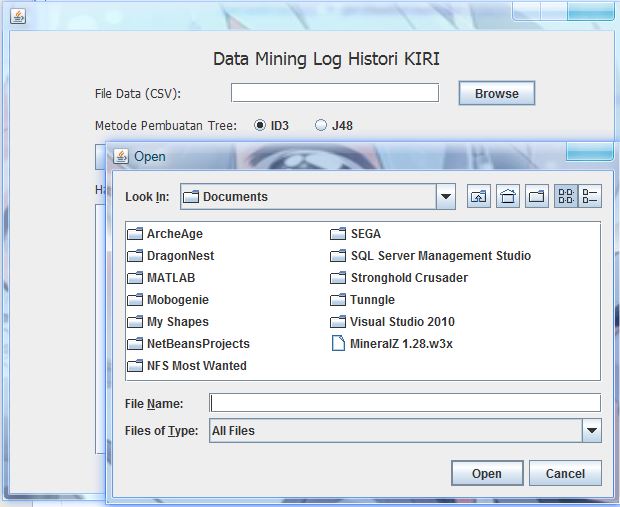 Data Mining Log Histori KIRI
File Data (CSV):
Browse
Metode Pembuatan Tree: ID3 J48
Ha
Open
Look In: Documents
ArcheAge
DragonNest
MATLAB
Mobogenie
My Shapes
NetBeansProjects
NFS Most Wanted
SEGA
SQL Server Management Studio
Stronghold Crusader
Tunngle
Visual Studio 2010
MineralZ 1.28.w3x
File Name:
Files of Type: All Files
Open Cancel